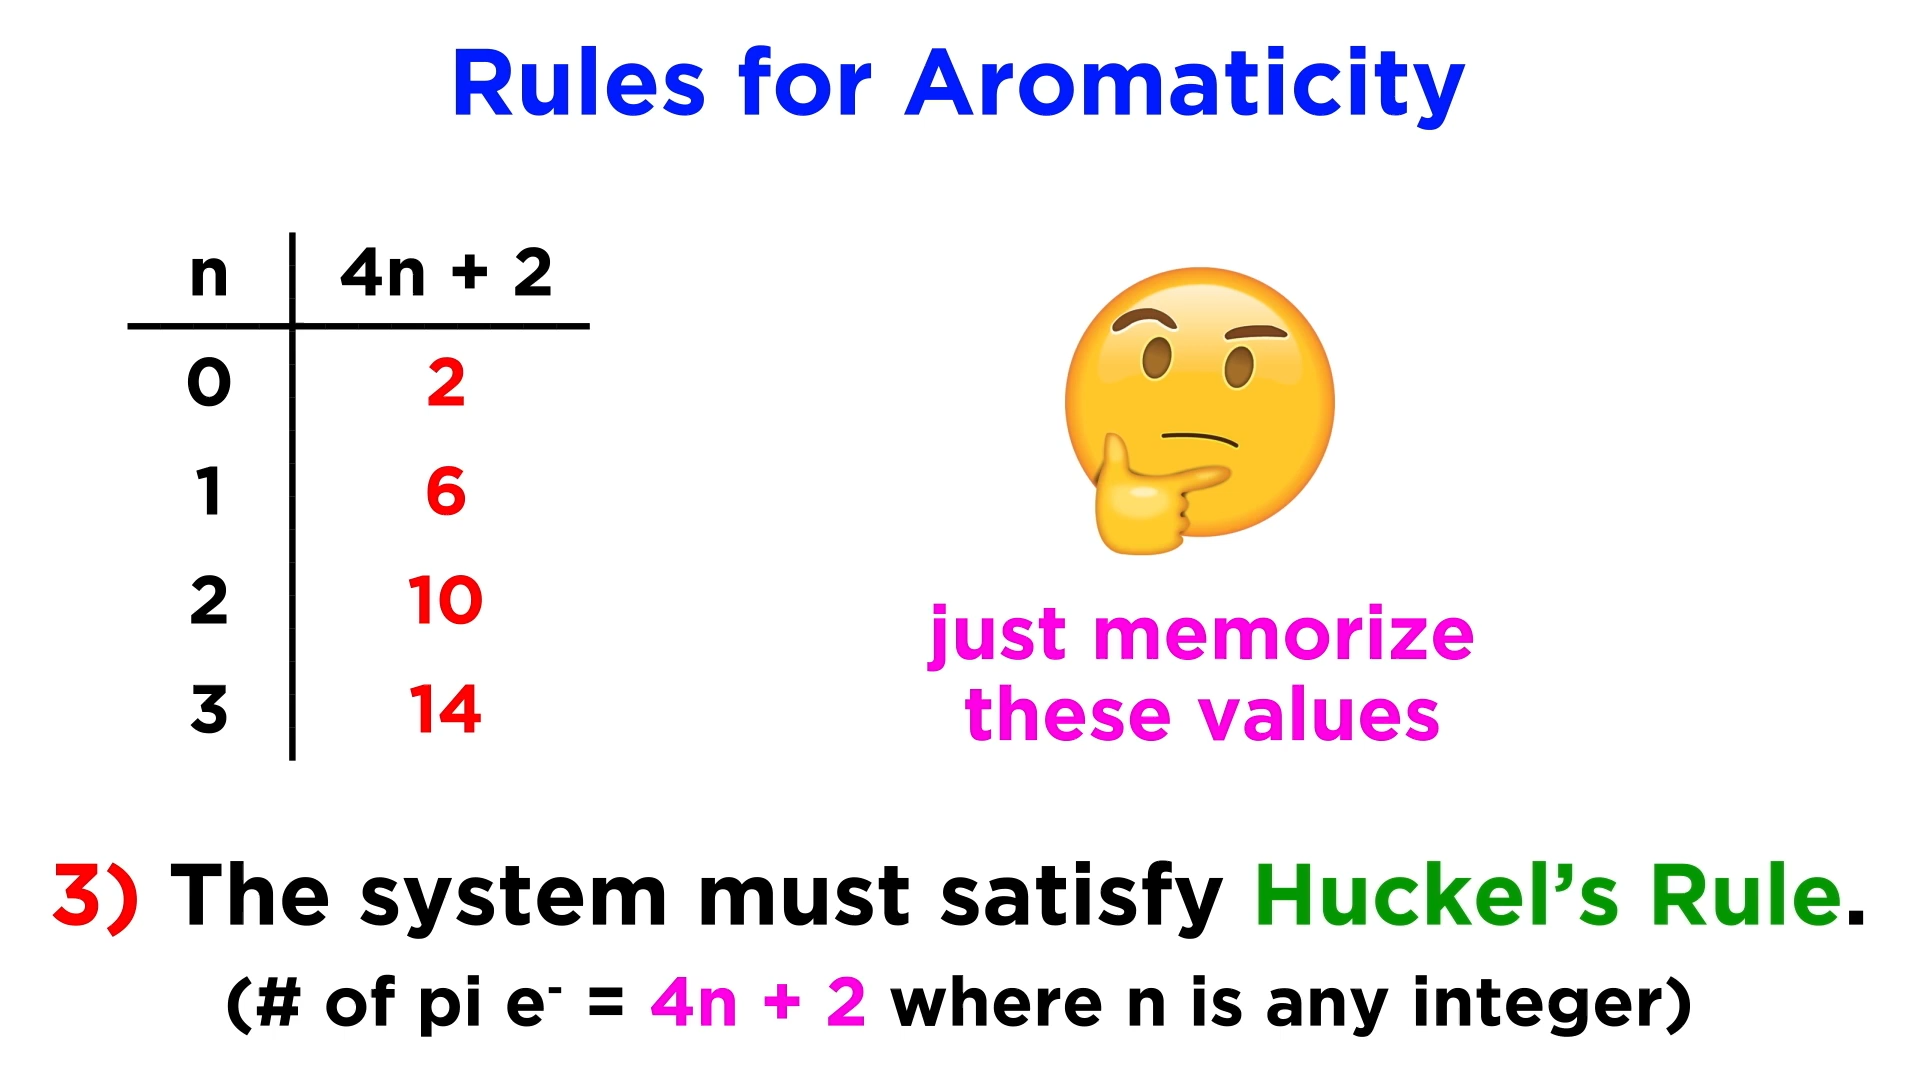 Rules for Aromaticity
n 4n + 2
0 2
1 6
2 10
3 14
just memorize
these values
3) The system must satisfy Huckel’s Rule.
(# of pi e⁻ = 4n + 2 where n is any integer)